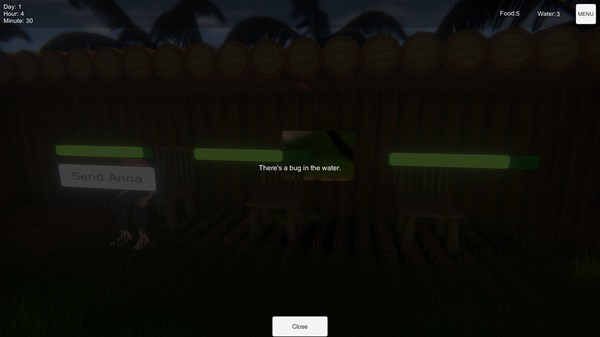 Day: 1
Hour: 4
Minute: 30
Food:5
Water:3
MENU
Send Anna
There's a bug in the water.
Close